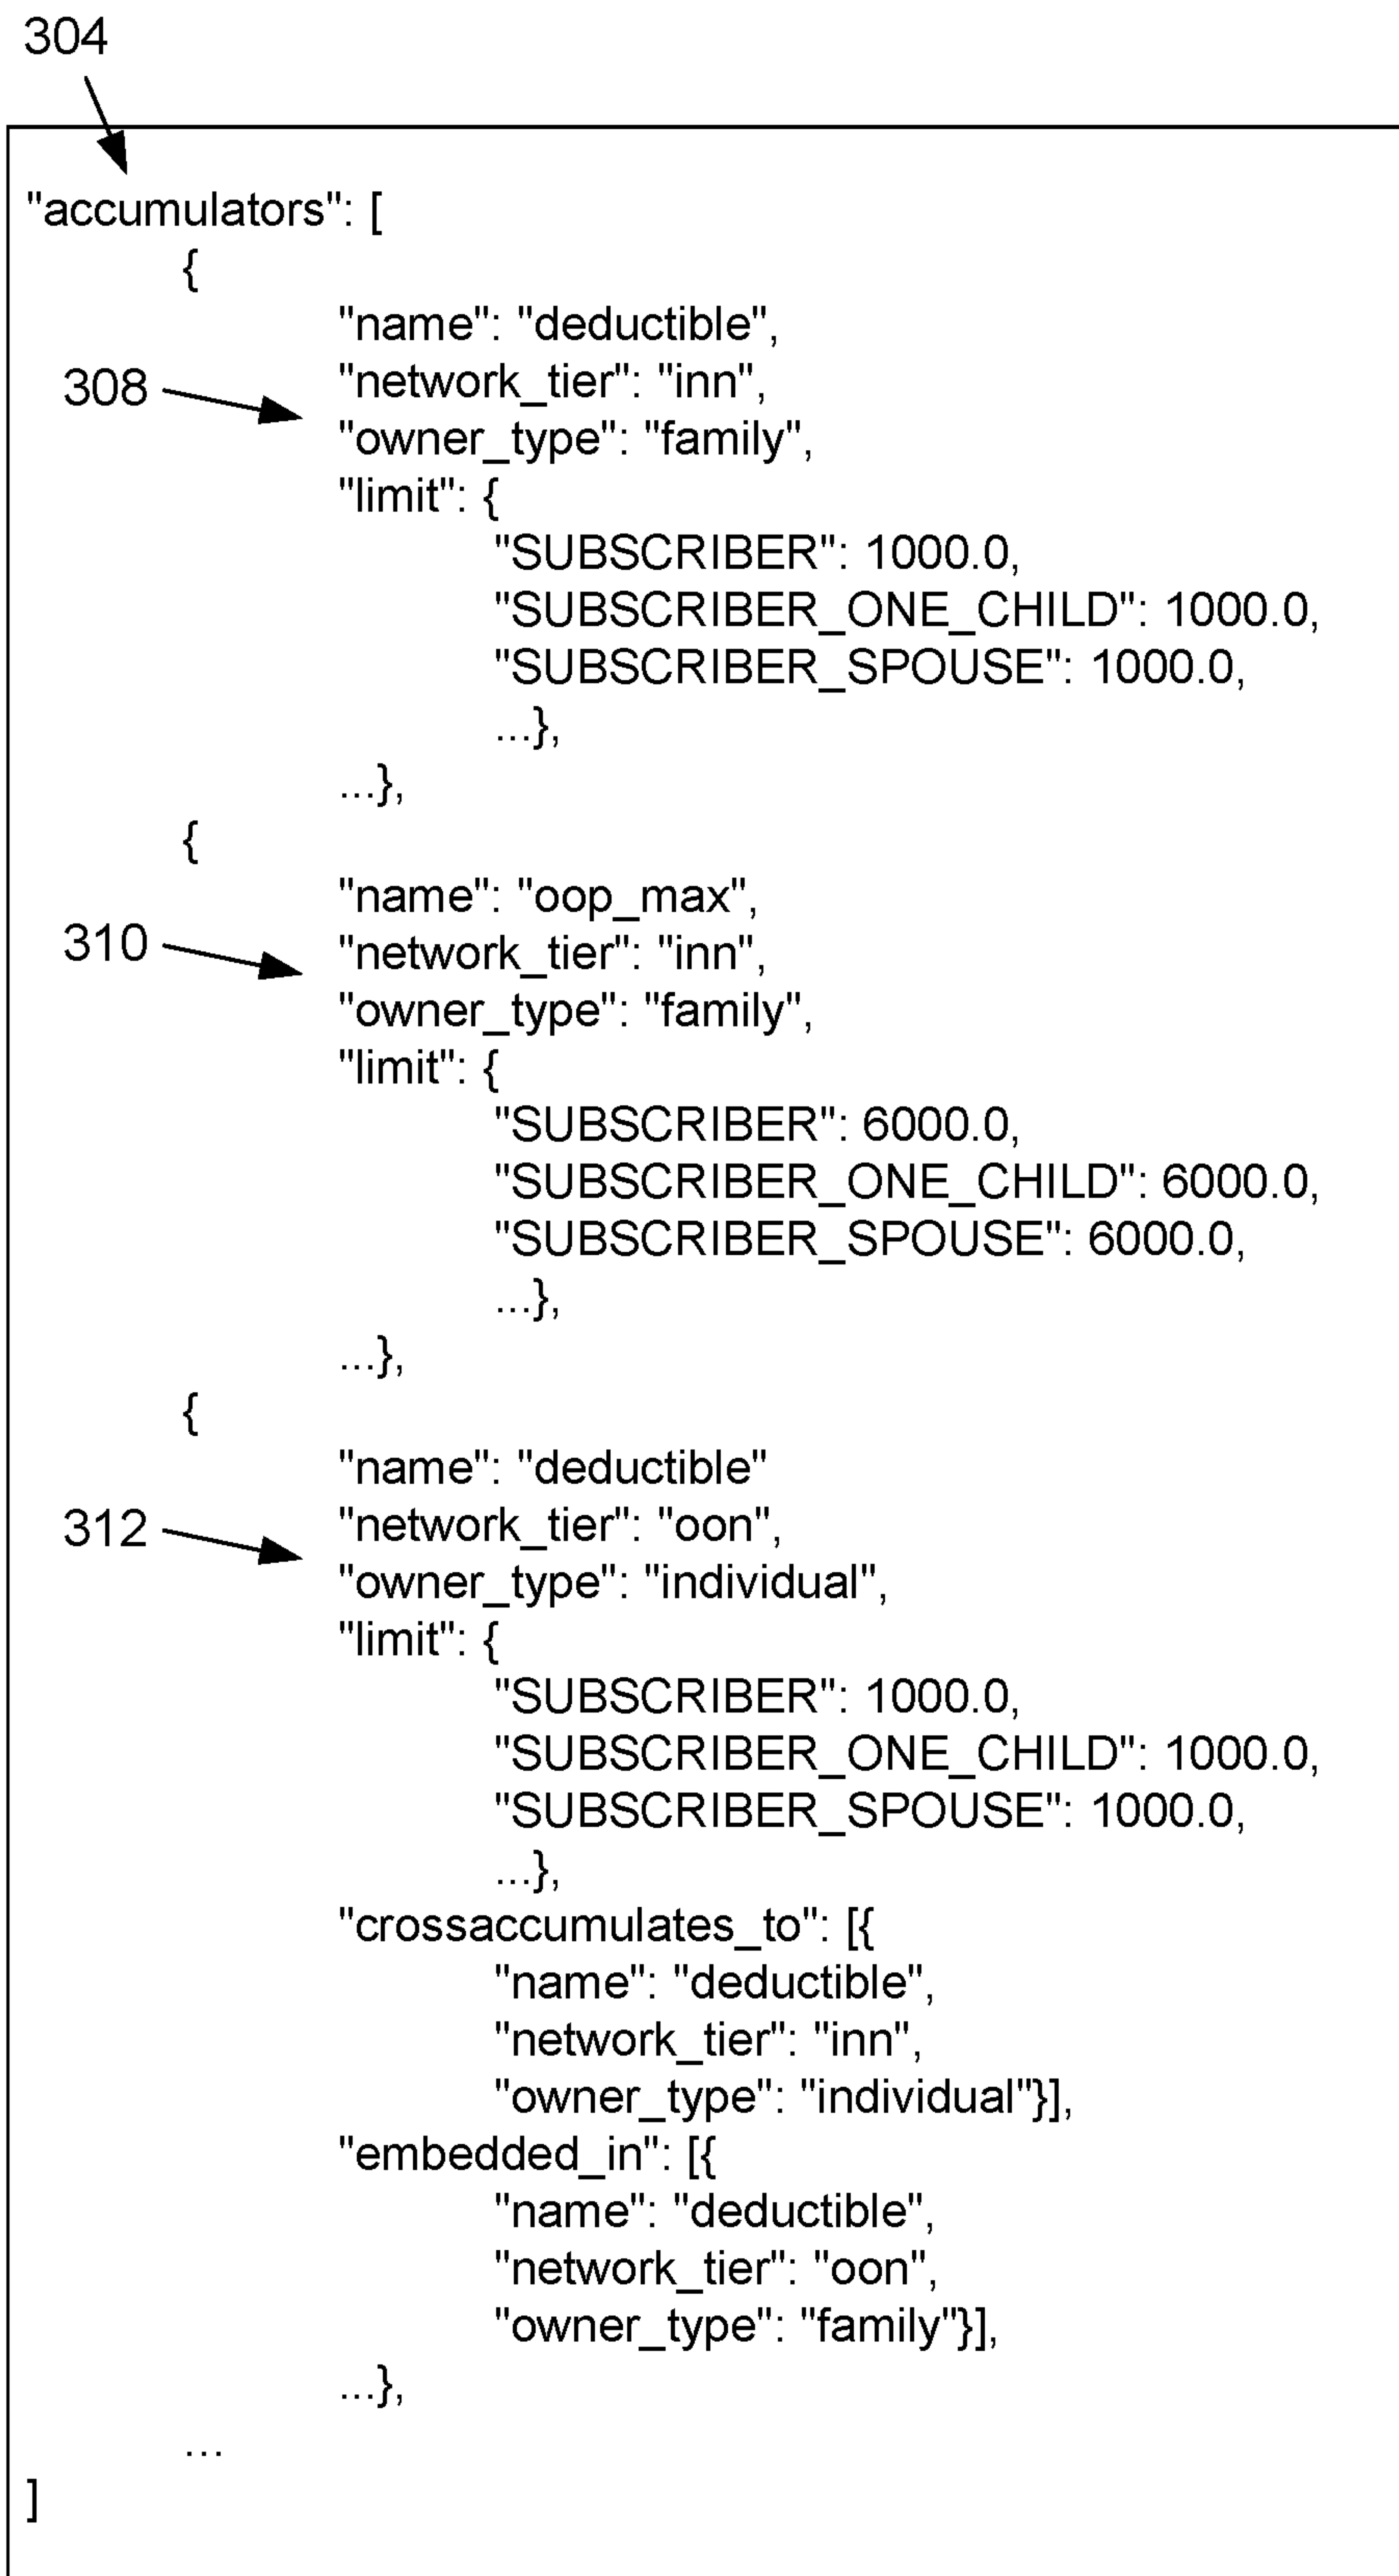 304
"accumulators": [
{
"name": "deductible",
308
"network_tier": "inn",
"owner_type": "family",
"limit": {
"SUBSCRIBER": 1000.0,
"SUBSCRIBER_ONE_CHILD": 1000.0,
"SUBSCRIBER_SPOUSE": 1000.0,
...},
...},
{
"name": "oop_max",
310
"network_tier": "inn",
"owner_type": "family",
"limit": {
"SUBSCRIBER": 6000.0,
"SUBSCRIBER_ONE_CHILD": 6000.0,
"SUBSCRIBER_SPOUSE": 6000.0,
...},
...},
{
"name": "deductible"
312
"network_tier": "oon",
"owner_type": "individual",
"limit": {
"SUBSCRIBER": 1000.0,
"SUBSCRIBER_ONE_CHILD": 1000.0,
"SUBSCRIBER_SPOUSE": 1000.0,
...},
"crossaccumulates_to": [{
"name": "deductible",
"network_tier": "inn",
"owner_type": "individual"}],
"embedded_in": [{
"name": "deductible",
"network_tier": "oon",
"owner_type": "family"}],
...},
...
]